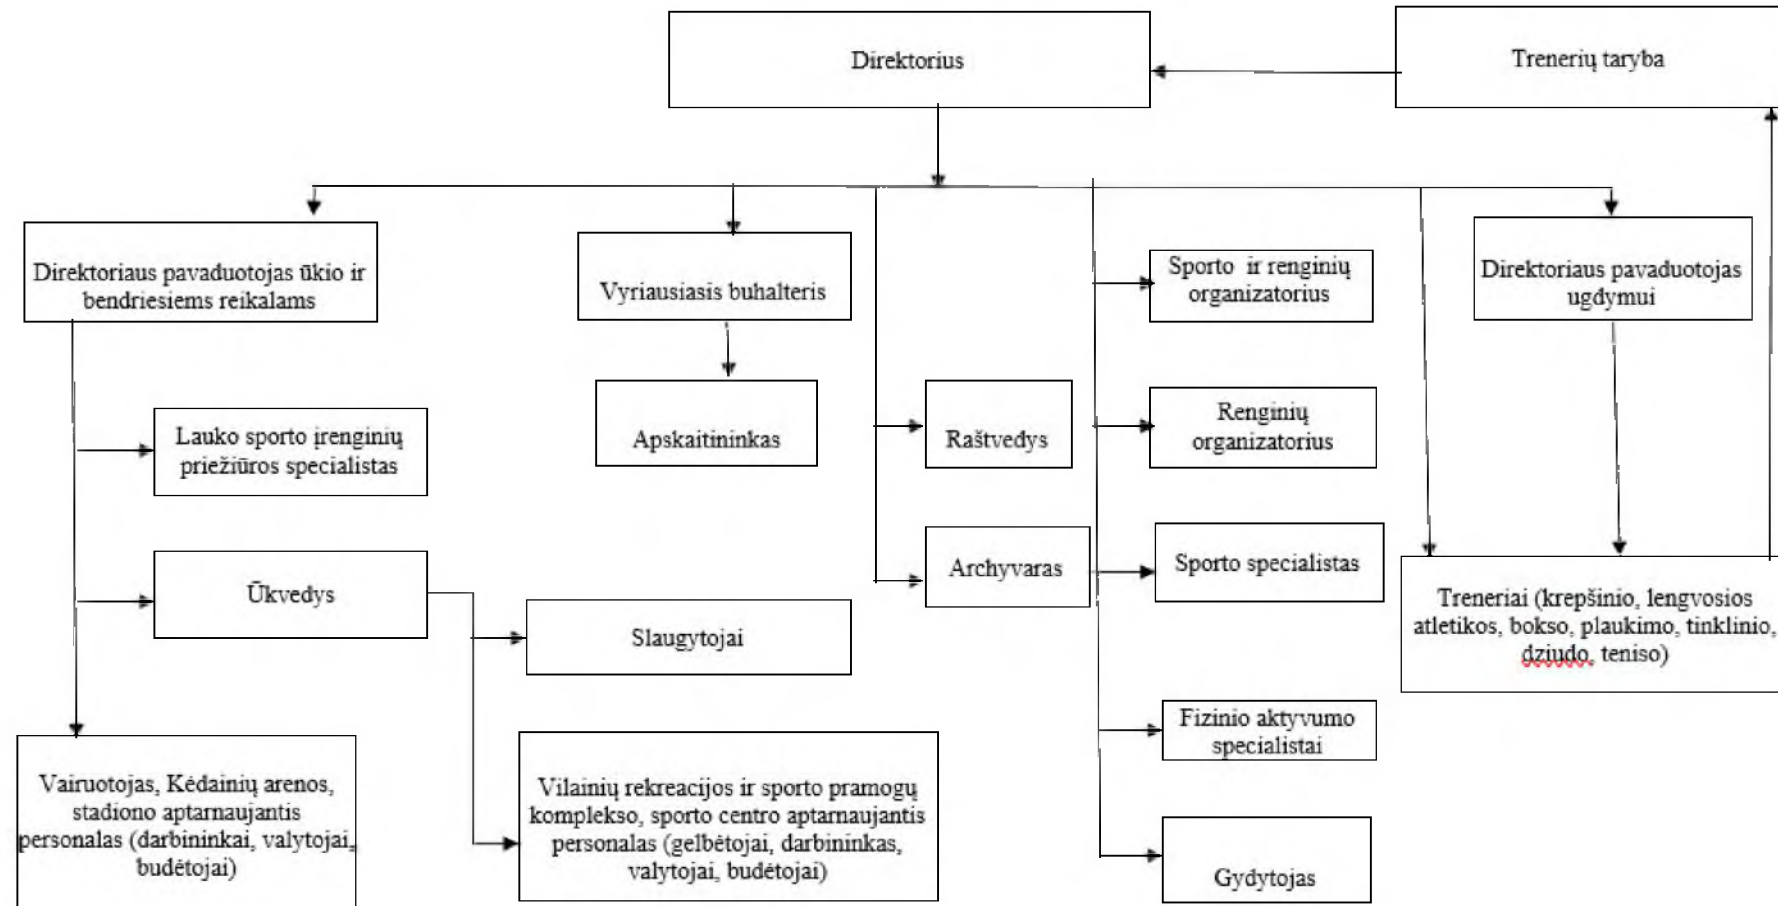 Direktorius
Trenerių taryba
Direktoriaus pavaduotojas ūkio ir
bendriesiems reikalams
Vyriausiasis buhalteris
Sporto ir renginių
organizatorius
Direktoriaus pavaduotojas
ugdymui
Lauko sporto įrenginių
priežiūros specialistas
Apskaitininkas
Raštvedys
Renginių
organizatorius
Ūkvedys
Slaugytojai
Archyvaras
Sporto specialistas
Treneriai (krepšinio, lengvosios
atletikos, bokso, plaukimo, tinklinio,
dziudo, teniso)
Fizinio aktyvumo
specialistai
Vairuotojas, Kėdainių arenos,
stadiono aptarnaujantis
personalas (darbininkai, valytojai,
budėtojai)
Vilainių rekreacijos ir sporto pramogų
komplekso, sporto centro aptarnaujantis
personalas (gelbėtojai, darbininkas,
valytojai, budėtojai)
Gydytojas